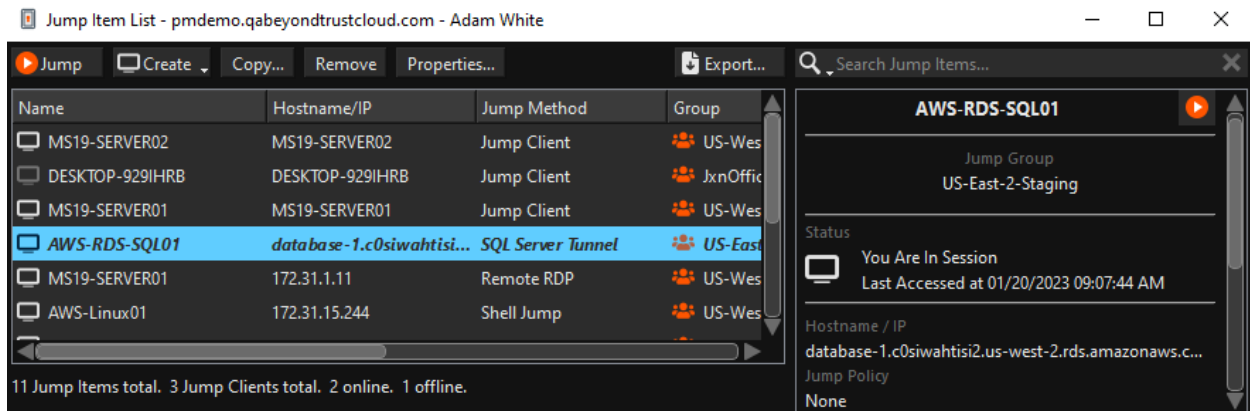 Jump Item List - pmdemo.qabeyondtrustcloud.com - Adam White
Jump Create Copy... Remove Properties... Export... Search Jump Items...
Name Hostname/IP Jump Method Group
MS19-SERVER02 MS19-SERVER02 Jump Client US-Wes
DESKTOP-929IHRB DESKTOP-929IHRB Jump Client JxnOffic
MS19-SERVER01 MS19-SERVER01 Jump Client US-Wes
AWS-RDS-SQL01 database-1.c0siwahtisi... SQL Server Tunnel US-East
MS19-SERVER01 172.31.1.11 Remote RDP US-Wes
AWS-Linux01 172.31.15.244 Shell Jump US-Wes
11 Jump Items total. 3 Jump Clients total. 2 online. 1 offline.
AWS-RDS-SQL01
Jump Group
US-East-2-Staging
Status
You Are In Session
Last Accessed at 01/20/2023 09:07:44 AM
Hostname / IP
database-1.c0siwahtisi2.us-west-2.rds.amazonaws.c...
Jump Policy
None